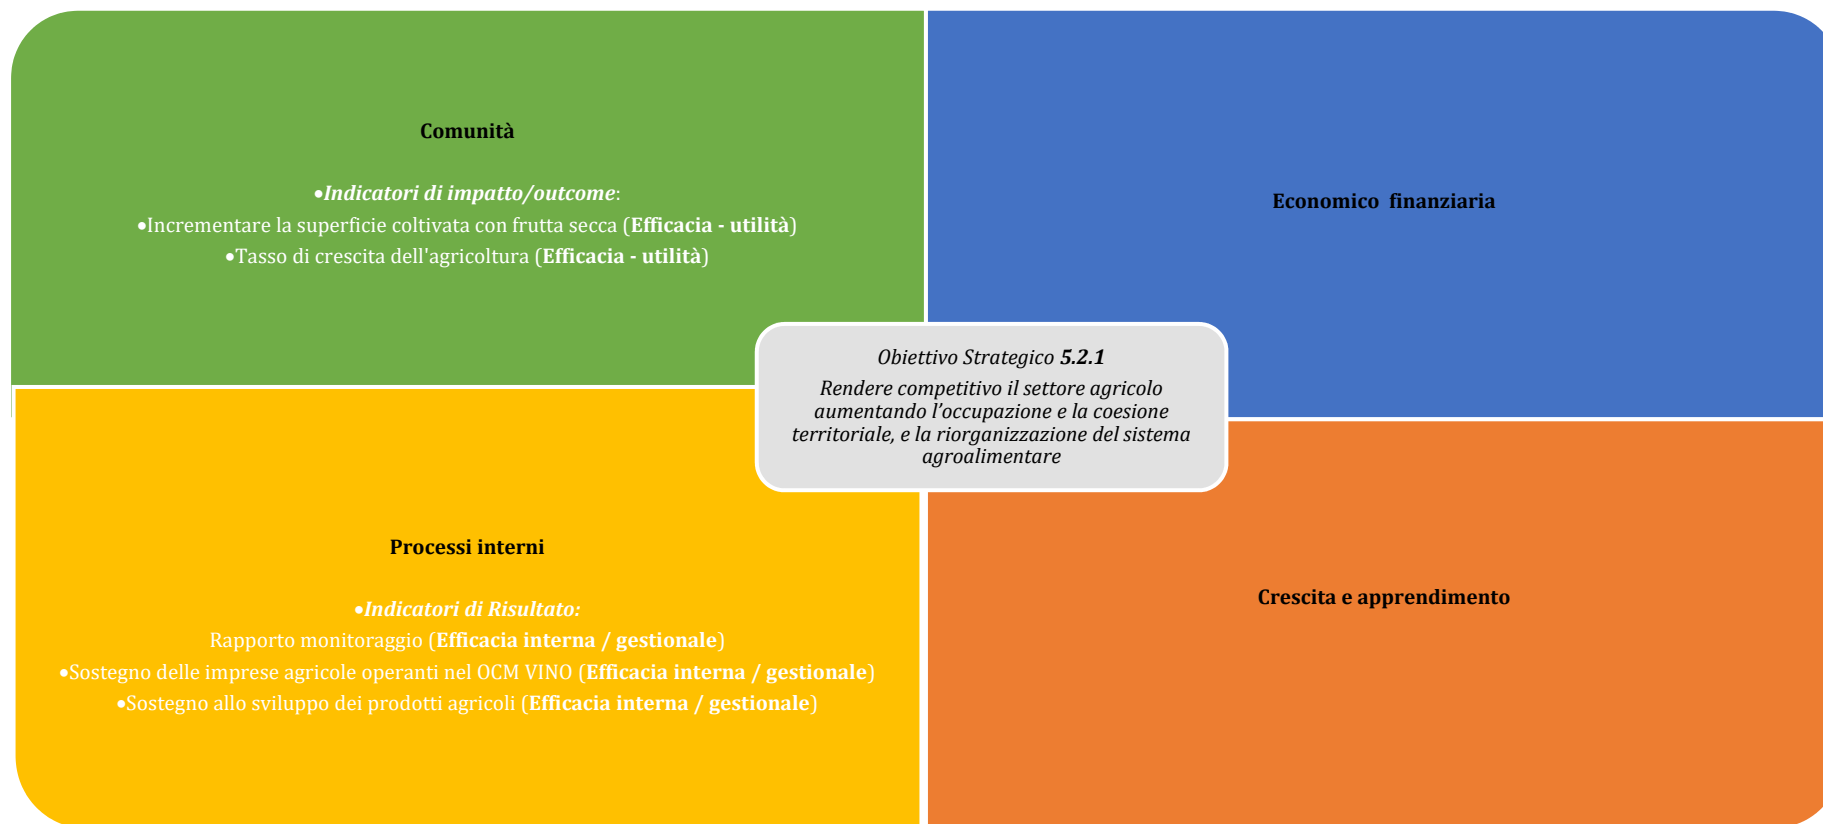 Comunità
•Indicatori di impatto/outcome:
•Incrementare la superficie coltivata con frutta secca (Efficacia - utilità)
•Tasso di crescita dell'agricoltura (Efficacia - utilità)
Economico  finanziaria
Obiettivo Strategico 5.2.1
Rendere competitivo il settore agricolo
aumentando l’occupazione e la coesione
territoriale, e la riorganizzazione del sistema
agroalimentare
Processi interni
•Indicatori di Risultato:
Rapporto monitoraggio (Efficacia interna / gestionale)
•Sostegno delle imprese agricole operanti nel OCM VINO (Efficacia interna / gestionale)
•Sostegno allo sviluppo dei prodotti agricoli (Efficacia interna / gestionale)
Crescita e apprendimento